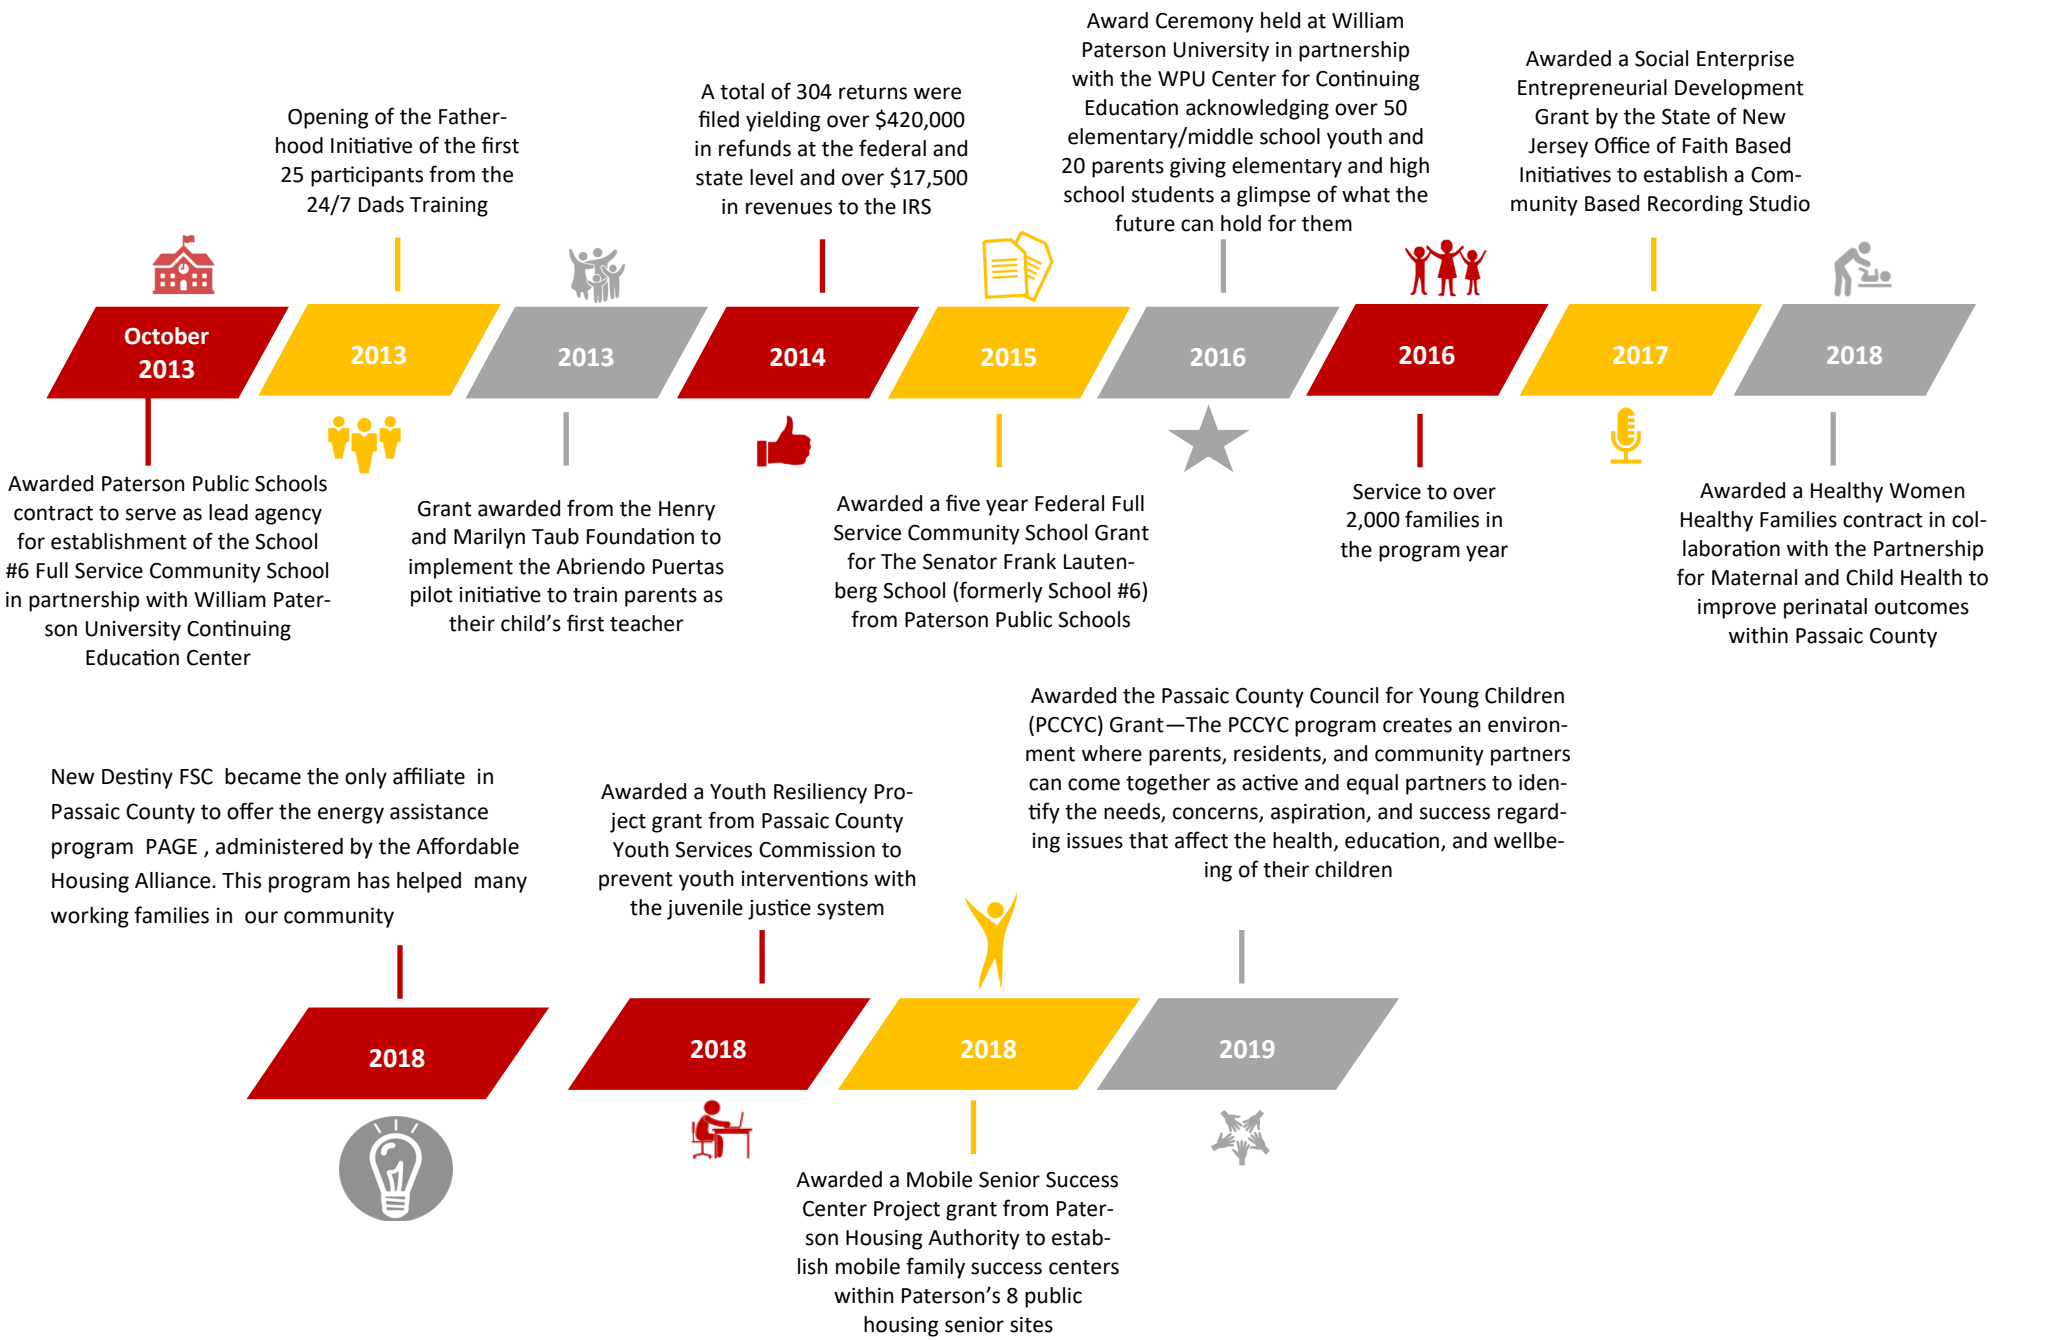 October
2013
Awarded Paterson Public Schools
contract to serve as lead agency
for establishment of the School
#6 Full Service Community School
in partnership with William Pater-
son University Continuing
Education Center
Opening of the Father-
hood Initiative of the first
25 participants from the
24/7 Dads Training
2013
2013
Grant awarded from the Henry
and Marilyn Taub Foundation to
implement the Abriendo Puertas
pilot initiative to train parents as
their child’s first teacher
A total of 304 returns were
filed yielding over $420,000
in refunds at the federal and
state level and over $17,500
in revenues to the IRS
2014
2015
Awarded a five year Federal Full
Service Community School Grant
for The Senator Frank Lauten-
berg School (formerly School #6)
from Paterson Public Schools
Award Ceremony held at William
Paterson University in partnership
with the WPU Center for Continuing
Education acknowledging over 50
elementary/middle school youth and
20 parents giving elementary and high
school students a glimpse of what the
future can hold for them
2016
2016
Service to over
2,000 families in
the program year
Awarded a Social Enterprise
Entrepreneurial Development
Grant by the State of New
Jersey Office of Faith Based
Initiatives to establish a Com-
munity Based Recording Studio
2017
2018
Awarded a Healthy Women
Healthy Families contract in col-
laboration with the Partnership
for Maternal and Child Health to
improve perinatal outcomes
within Passaic County
New Destiny FSC became the only affiliate in
Passaic County to offer the energy assistance
program PAGE , administered by the Affordable
Housing Alliance. This program has helped many
working families in our community
2018
Awarded a Youth Resiliency Pro-
ject grant from Passaic County
Youth Services Commission to
prevent youth interventions with
the juvenile justice system
2018
2018
Awarded a Mobile Senior Success
Center Project grant from Pater-
son Housing Authority to estab-
lish mobile family success centers
within Paterson’s 8 public
housing senior sites
Awarded the Passaic County Council for Young Children
(PCCYC) Grant—The PCCYC program creates an environ-
ment where parents, residents, and community partners
can come together as active and equal partners to iden-
tify the needs, concerns, aspiration, and success regard-
ing issues that affect the health, education, and wellbe-
ing of their children
2019